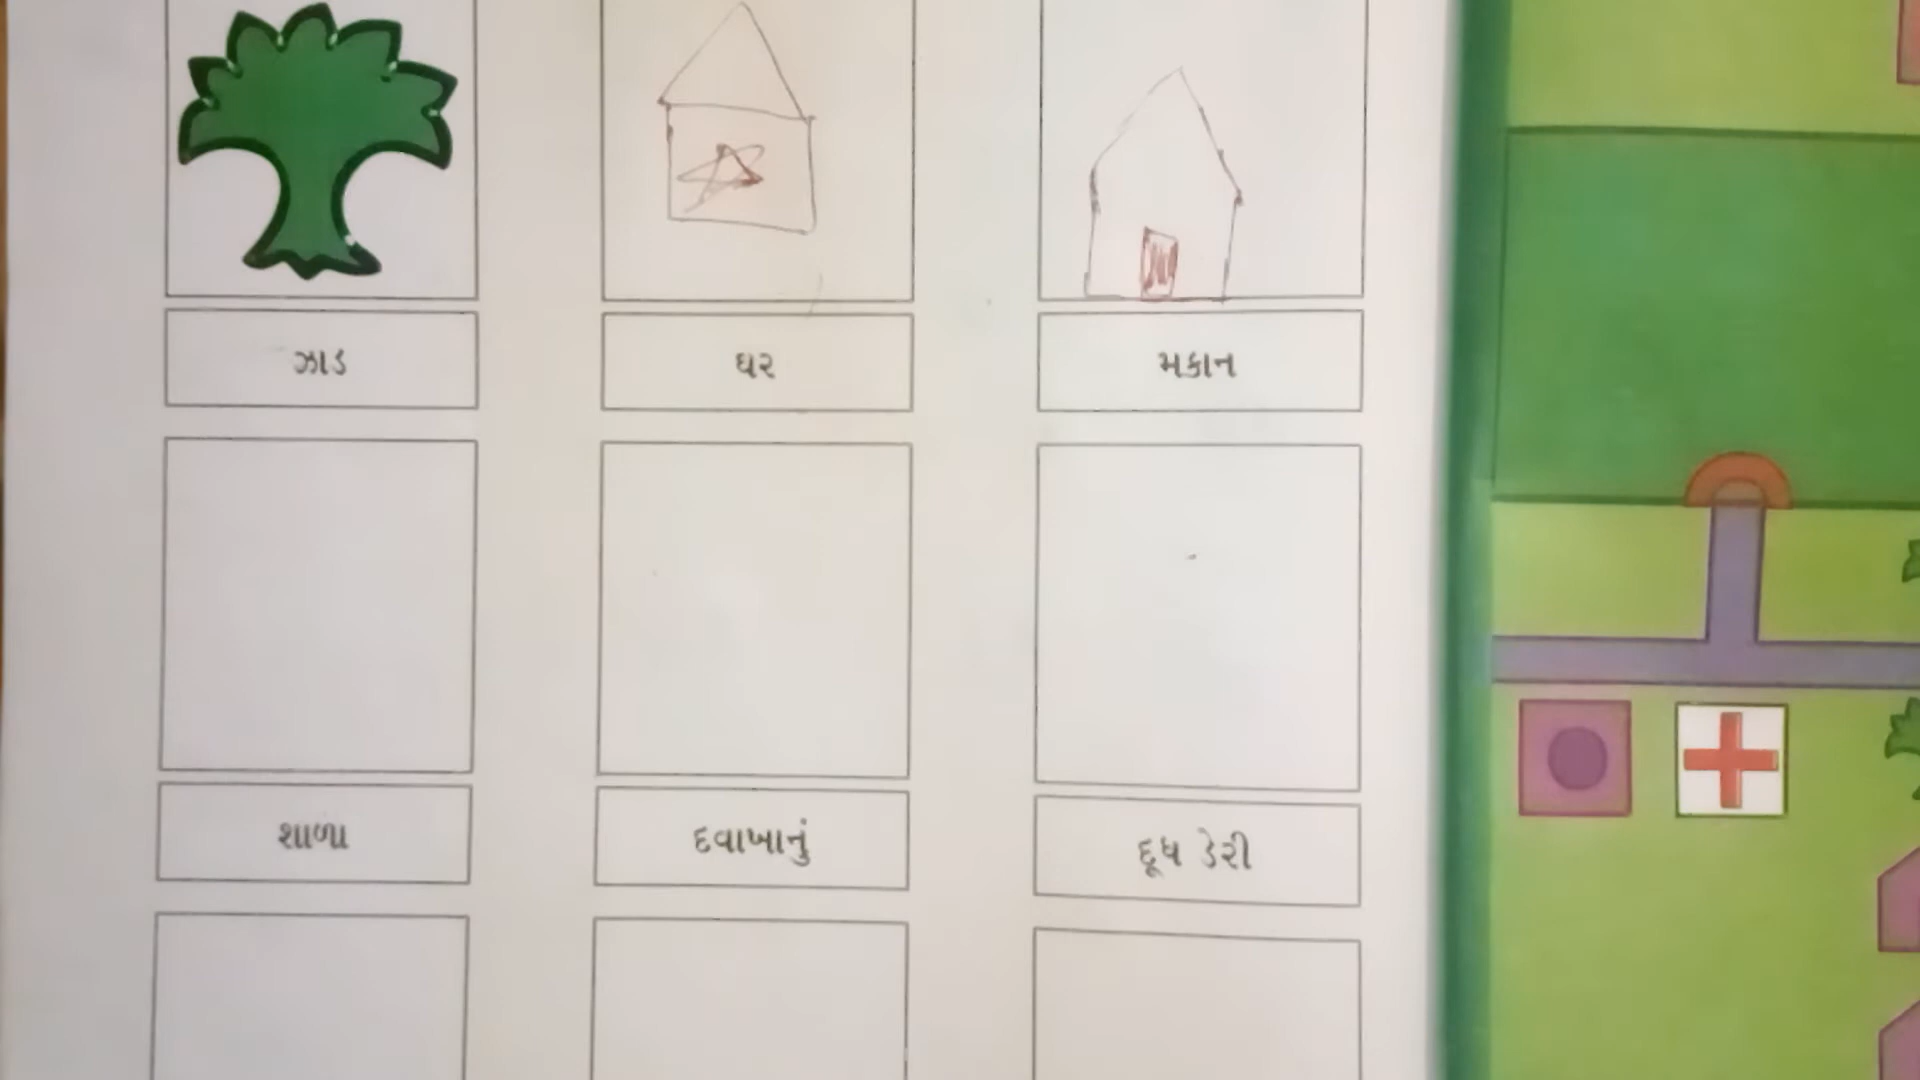 ઝાડ
ઘર
મકાન
શાળા
દવાખાનું
દૂધ ડેરી